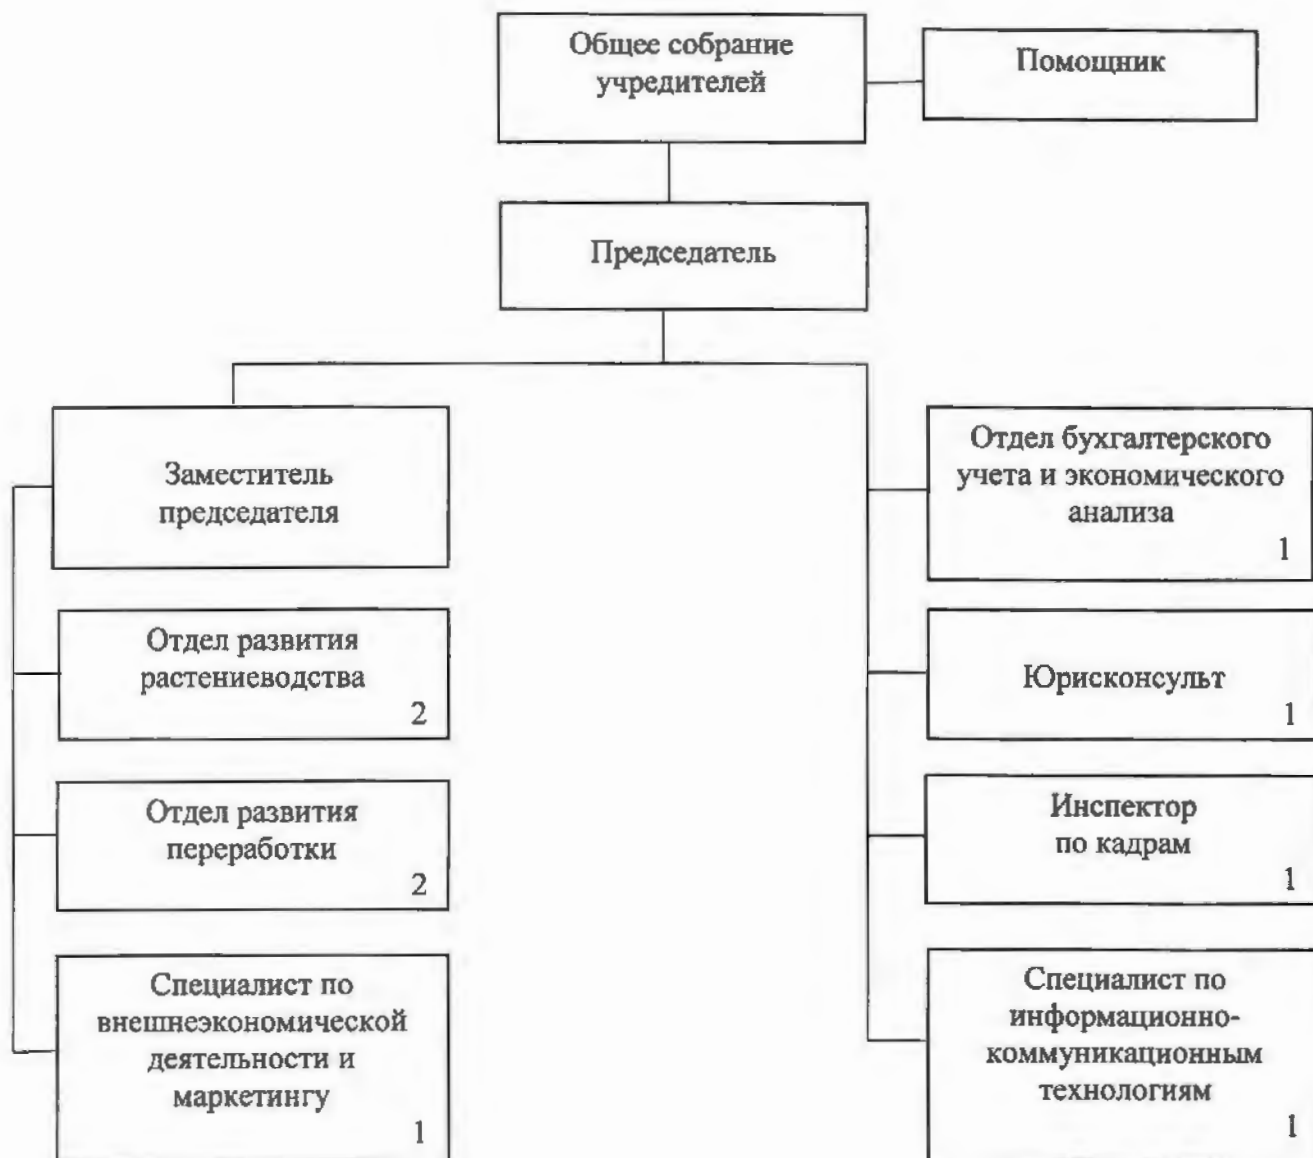 Общее собрание
учредителей
Помощник
Председатель
Заместитель
председателя
Отдел развития
растениеводства
2
Отдел развития
переработки
2
Специалист по
внешнеэкономической
деятельности и
маркетингу
1
Отдел бухгалтерского
учета и экономического
анализа
1
Юрисконсульт
1
Инспектор
по кадрам
1
Специалист по
информационно-
коммуникационным
технологиям
1